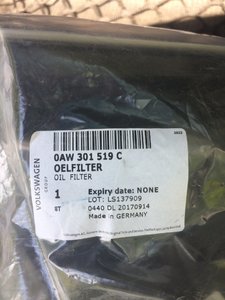 VOLKSWAGEN
GROUP
0AW 301 519 C
OELFILTER
OIL FILTER
1
ST
Expiry date: NONE
LOT: LS137909
0440 DL 20170914
Made in GERMANY